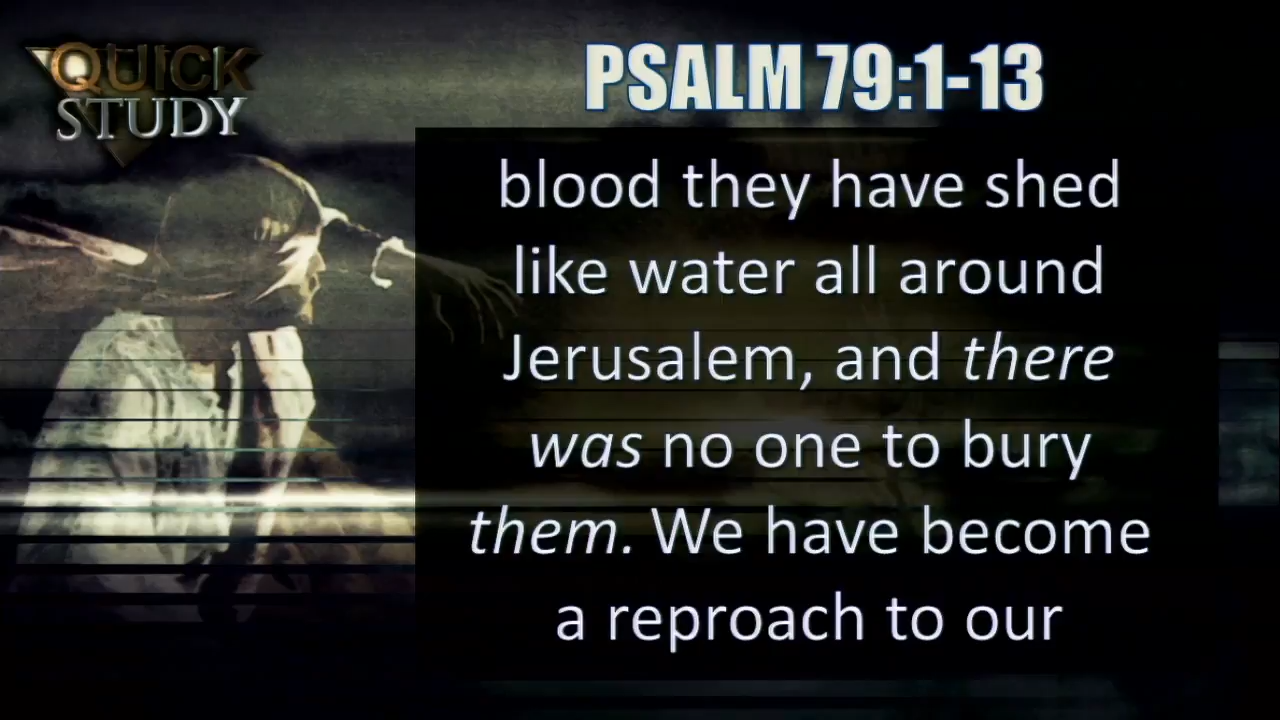 QUICK
STUDY
PSALM 79:1-13
blood they have shed
like water all around
Jerusalem, and there
was no one to bury
them. We have become
a reproach to our